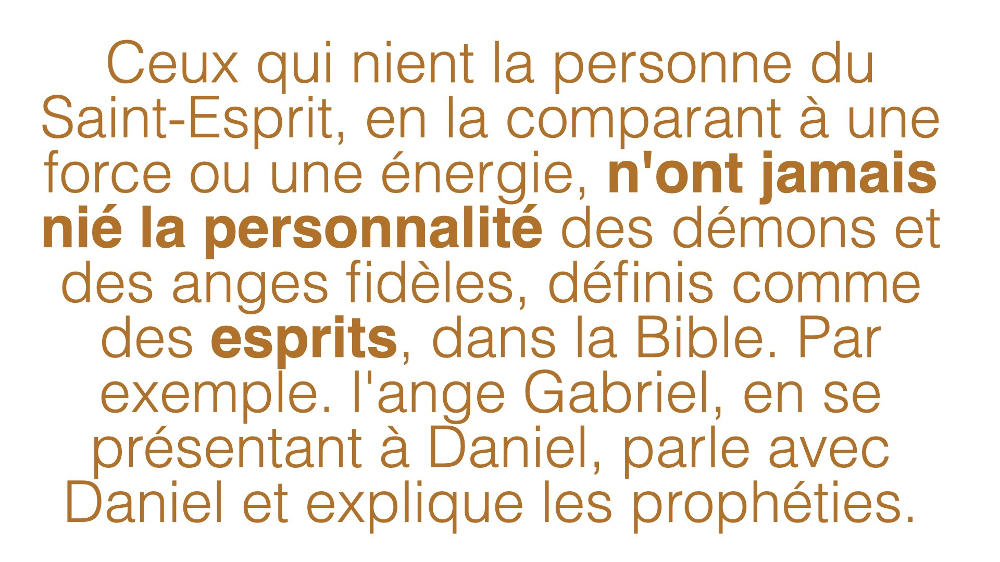 Ceux qui nient la personne du
Saint-Esprit, en la comparant à une
force ou une énergie, n'ont jamais
nié la personnalité des démons et
des anges fidèles, définis comme
des esprits, dans la Bible. Par
exemple. l'ange Gabriel, en se
présentant à Daniel, parle avec
Daniel et explique les prophéties.